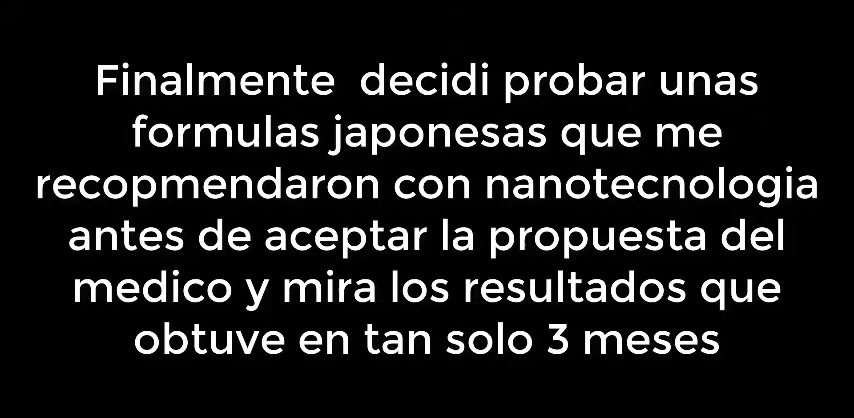 Finalmente  decidi probar unas
formulas japonesas que me
recopmendaron con nanotecnologia
antes de aceptar la propuesta del
medico y mira los resultados que
obtuve en tan solo 3 meses